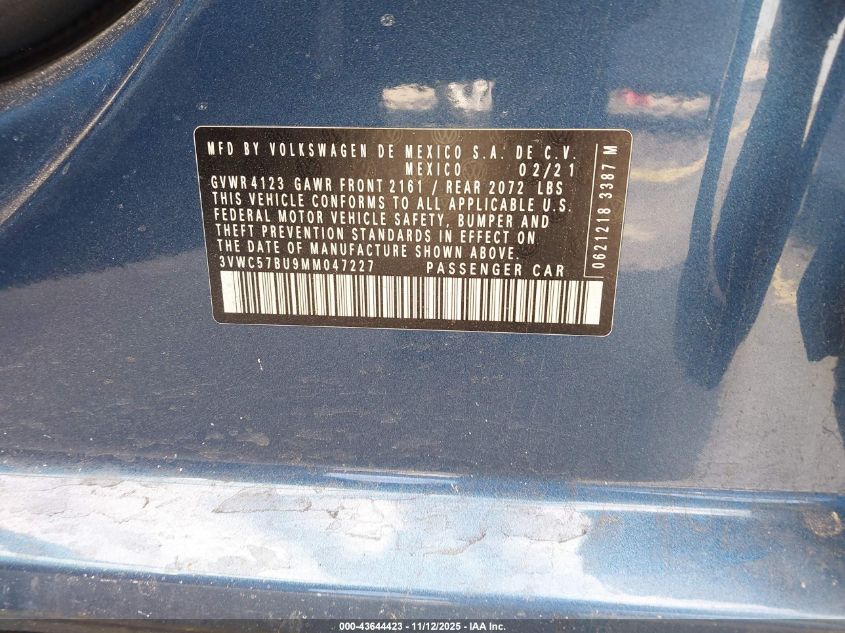 MFD BY VOLKSWAGEN DE MEXICO S.A. DE C.V.
MEXICO 02/21
GVWR 4123 GAWR FRONT 2161 / REAR 2072 LBS
THIS VEHICLE CONFORMS TO ALL APPLICABLE U.S.
FEDERAL MOTOR VEHICLE SAFETY, BUMPER AND
THEFT PREVENTION STANDARDS IN EFFECT ON
THE DATE OF MANUFACTURE SHOWN ABOVE.
3VWC57BU9MM047227 PASSENGER CAR
0621218 3387 M
000-43644423 - 11/12/2025 - IAA Inc.